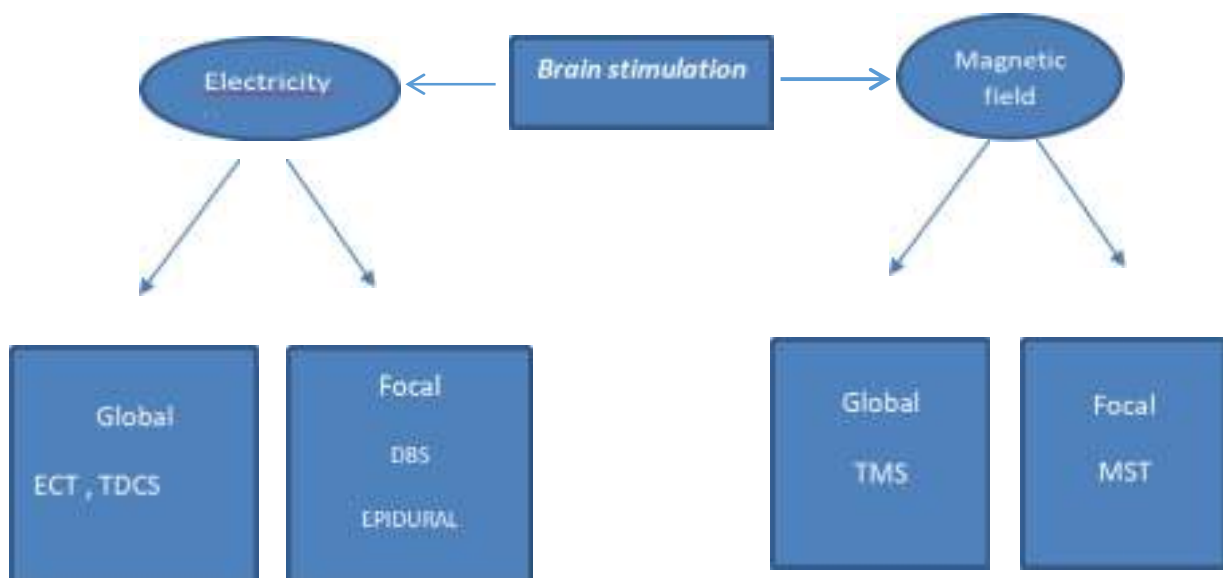 Brain stimulation
Electricity
Magnetic
field
Global
ECT , TDCS
Focal
DBS
EPIDURAL
Global
TMS
Focal
MST